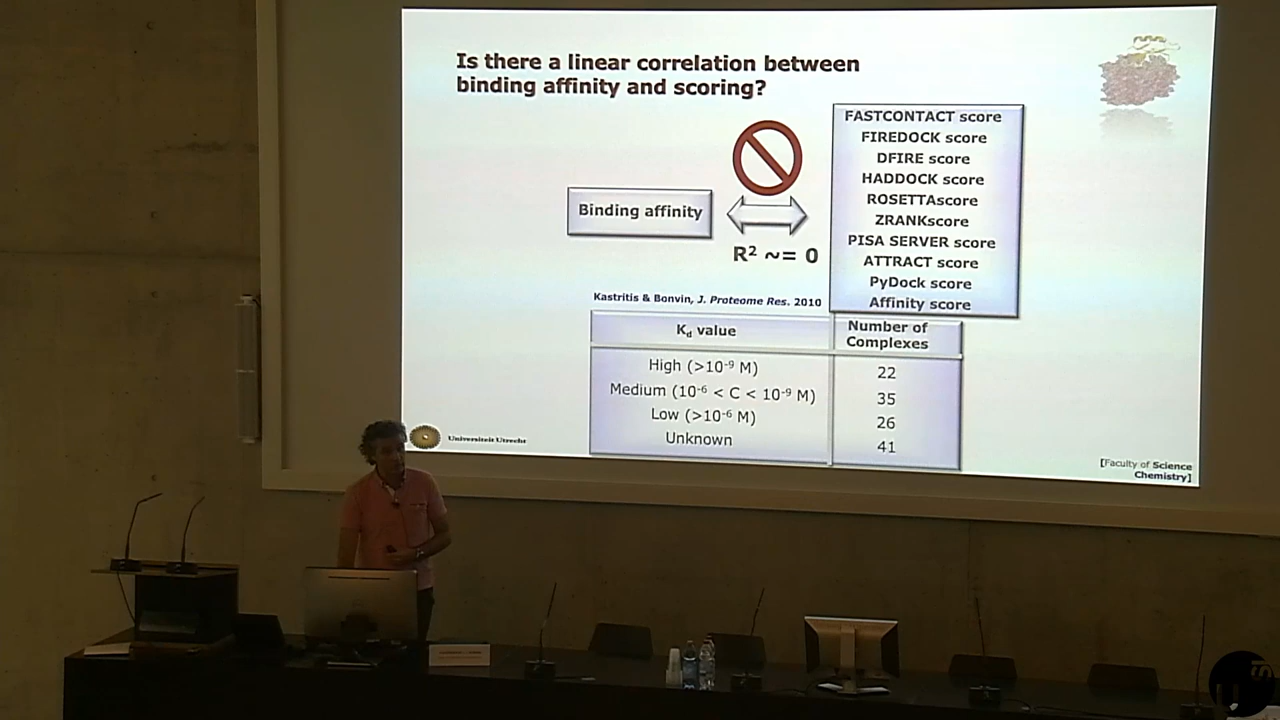 Is there a linear correlation between
binding affinity and scoring?
FASTCONTACT score
FIREDOCK score
DFIRE score
HADDOCK score
ROSETTAscore
ZRANKscore
PISA SERVER score
ATTRACT score
PyDock score
Affinity score
Binding affinity
R² ~= 0
Kastritis & Bonvin, J. Proteome Res. 2010
Kd value Number of Complexes
High (>10⁻⁹ M) 22
Medium (10⁻⁶ < C < 10⁻⁹ M) 35
Low (>10⁻⁶ M) 26
Unknown 41
Universiteit Utrecht
[Faculty of Science
Chemistry]